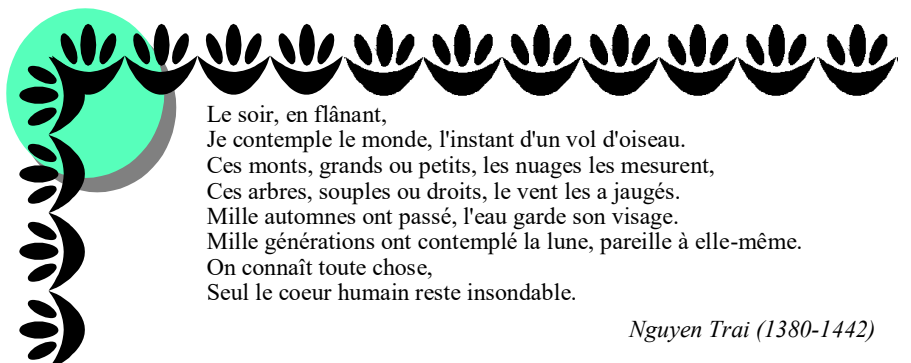 Le soir, en flânant,
Je contemple le monde, l'instant d'un vol d'oiseau.
Ces monts, grands ou petits, les nuages les mesurent,
Ces arbres, souples ou droits, le vent les a jaugés.
Mille automnes ont passé, l'eau garde son visage.
Mille générations ont contemplé la lune, pareille à elle-même.
On connaît toute chose,
Seul le coeur humain reste insondable.
Nguyen Trai (1380-1442)